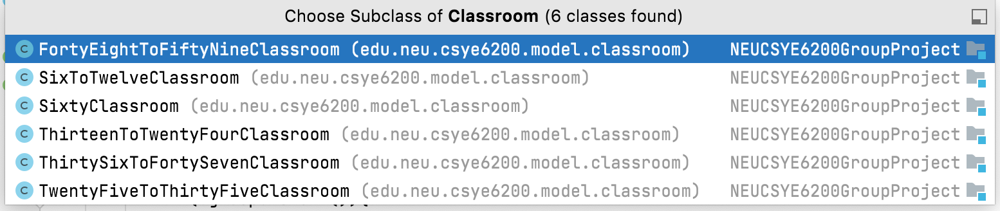 Choose Subclass of Classroom (6 classes found)
FortyEightToFiftyNineClassroom (edu.neu.csye6200.model.classroom) NEUCSYE6200GroupProject
SixToTwelveClassroom (edu.neu.csye6200.model.classroom) NEUCSYE6200GroupProject
SixtyClassroom (edu.neu.csye6200.model.classroom) NEUCSYE6200GroupProject
ThirteenToTwentyFourClassroom (edu.neu.csye6200.model.classroom) NEUCSYE6200GroupProject
ThirtySixToFortySevenClassroom (edu.neu.csye6200.model.classroom) NEUCSYE6200GroupProject
TwentyFiveToThirtyFiveClassroom (edu.neu.csye6200.model.classroom) NEUCSYE6200GroupProject